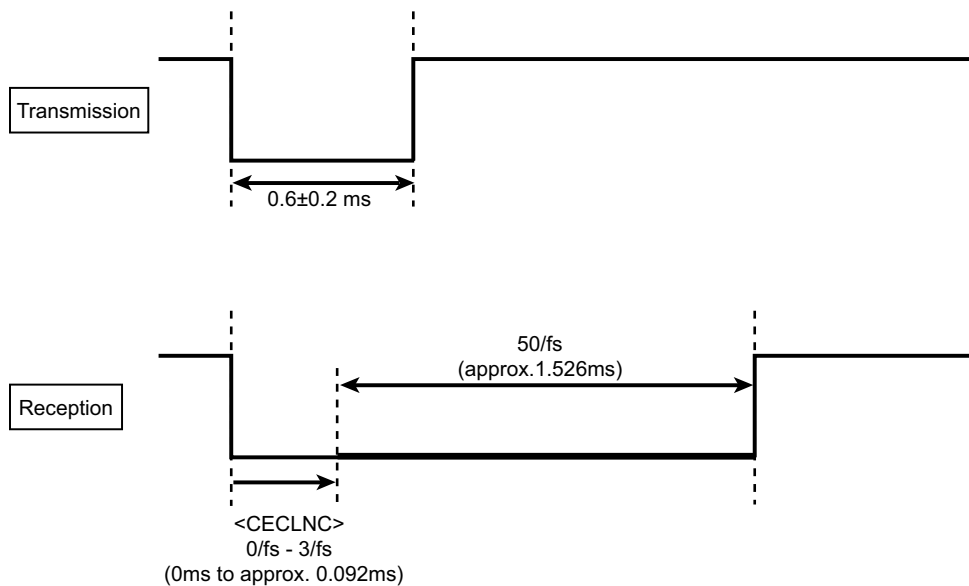 Transmission
0.6±0.2 ms
50/fs
(approx.1.526ms)
Reception
<CECLNC>
0/fs - 3/fs
(0ms to approx. 0.092ms)